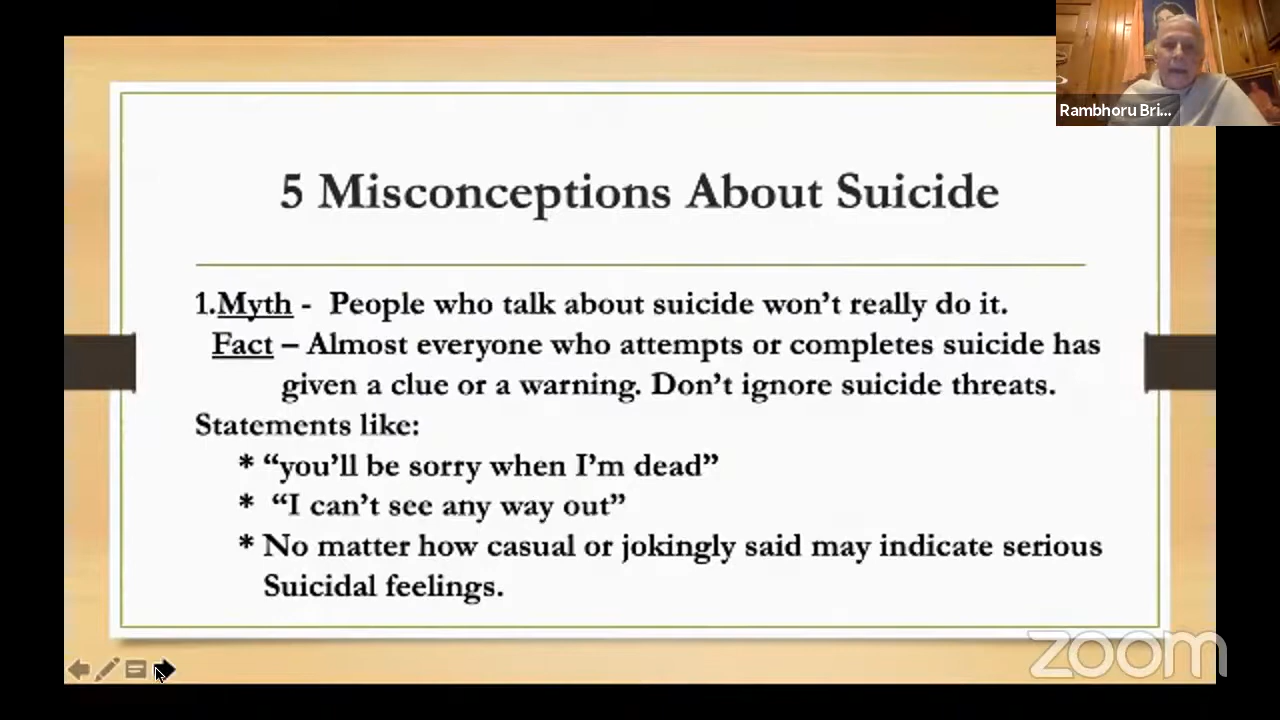 Rambhoru Bri...
5 Misconceptions About Suicide
1.Myth - People who talk about suicide won’t really do it.
Fact – Almost everyone who attempts or completes suicide has
given a clue or a warning. Don’t ignore suicide threats.
Statements like:
* “you’ll be sorry when I’m dead”
* “I can’t see any way out”
* No matter how casual or jokingly said may indicate serious
Suicidal feelings.
zoom